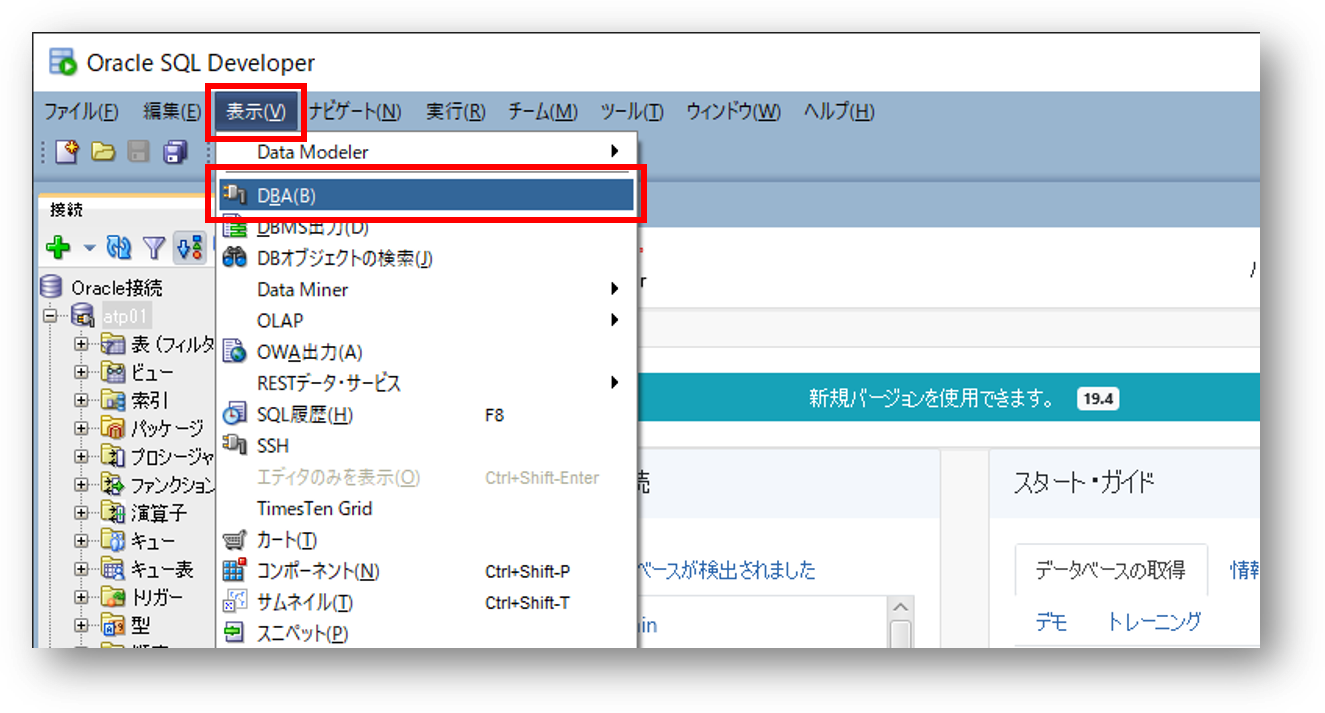 Oracle SQL Developer
ファイル(F) 編集(E) 表示(V) ナビゲート(N) 実行(R) チーム(M) ツール(T) ウィンドウ(W) ヘルプ(H)
Data Modeler
DBA(B)
DBMS出力(D)
DBオブジェクトの検索(J)
Data Miner
OLAP
OWA出力(A)
RESTデータ・サービス
SQL履歴(H) F8
SSH
エディタのみを表示(O) Ctrl+Shift-Enter
TimesTen Grid
カート(T)
コンポーネント(N) Ctrl+Shift-P
サムネイル(T) Ctrl+Shift-T
スニペット(P)
接続
Oracle接続
atp01
表 (フィルタ
ビュー
索引
パッケージ
プロシージャ
ファンクション
演算子
キュー
キュー表
トリガー
型
新規バージョンを使用できます。 19.4
続
ベースが検出されました
in
スタート・ガイド
データベースの取得 情報
デモ トレーニング